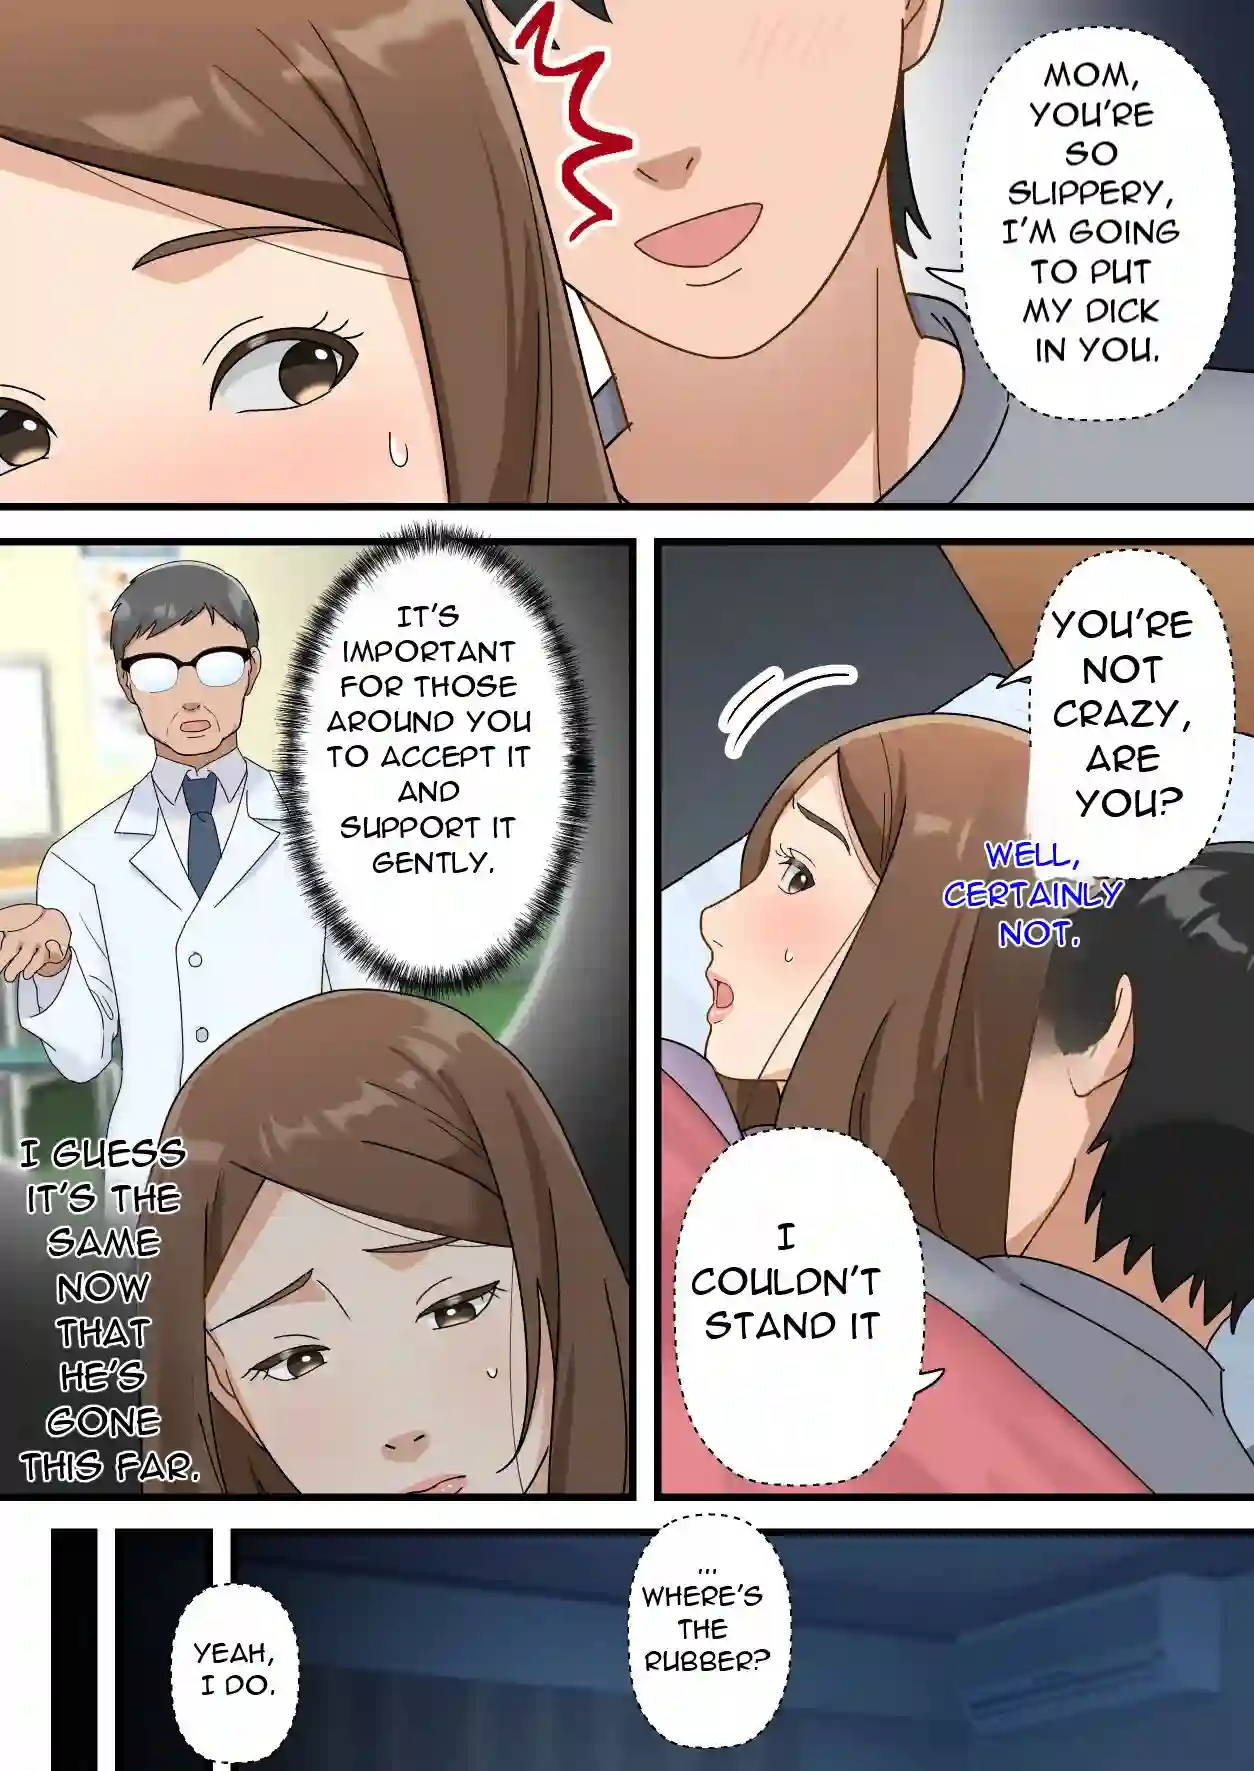 MOM,
YOU'RE
SO
SLIPPERY,
I'M GOING
TO PUT
MY DICK
IN YOU.
YOU'RE
NOT
CRAZY,
ARE
YOU?
WELL,
CERTAINLY
NOT.
I
COULDN'T
STAND IT
IT'S
IMPORTANT
FOR THOSE
AROUND YOU
TO ACCEPT IT
AND
SUPPORT IT
GENTLY.
I GUESS
IT'S THE
SAME
NOW
THAT
HE'S
GONE
THIS FAR.
...
WHERE'S
THE
RUBBER?
YEAH,
I DO.